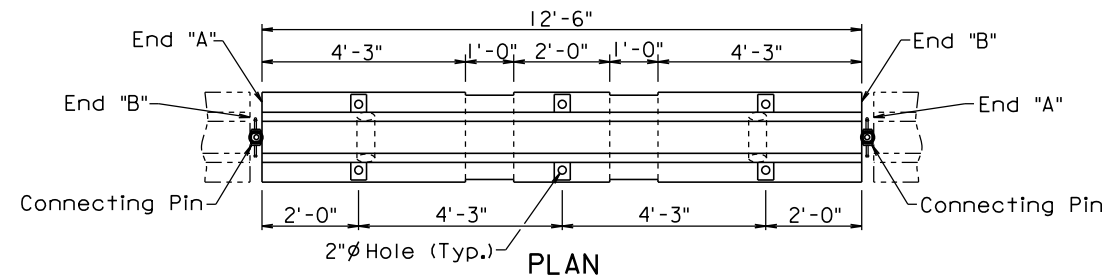 12'-6"
End "A"
End "B"
4'-3" 1'-0" 2'-0" 1'-0" 4'-3"
End "B"
End "A"
Connecting Pin
Connecting Pin
2'-0" 4'-3" 4'-3" 2'-0"
2"ø Hole (Typ.)
PLAN